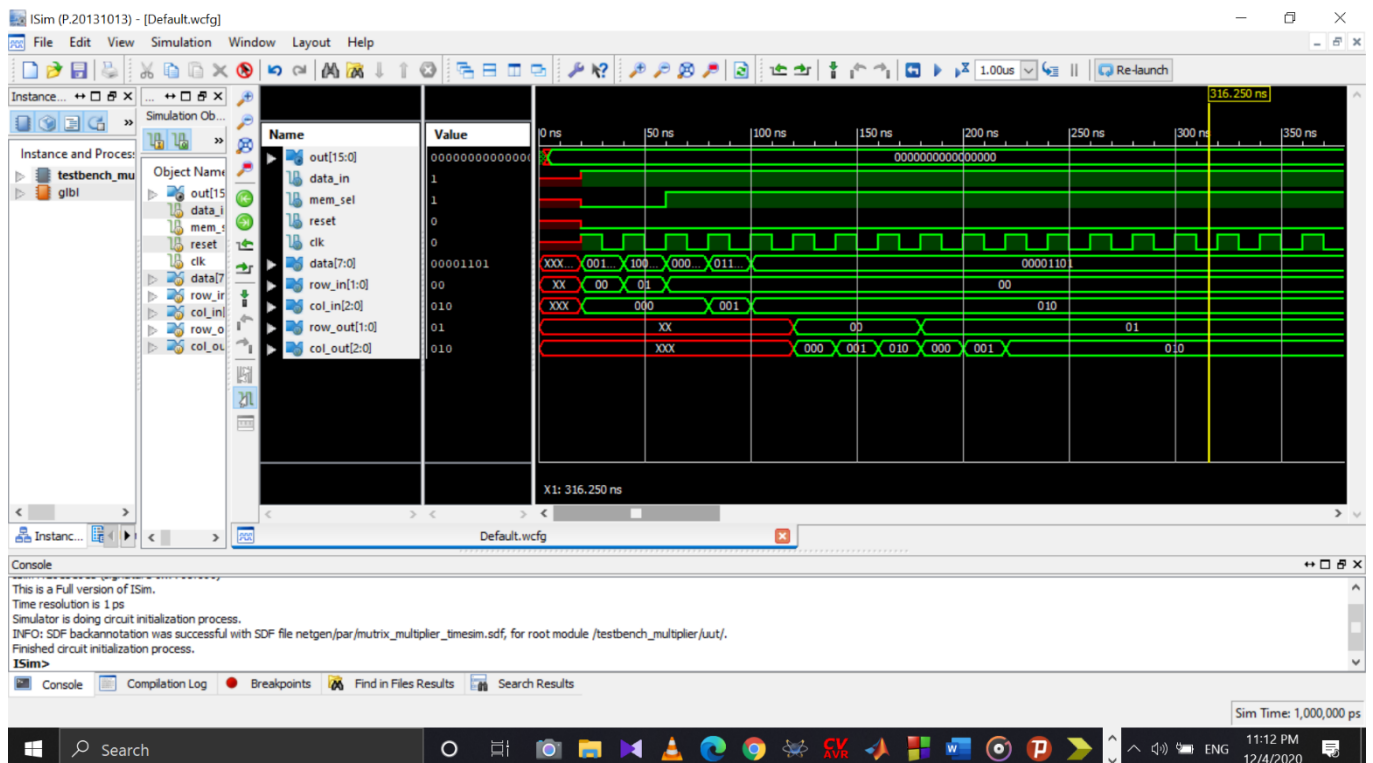 ISim (P.20131013) - [Default.wcfg]
File Edit View Simulation Window Layout Help
1.00us Re-launch
Instance...
...
Simulation Ob...
Instance and Process
testbench_mu
glbl
Object Name
out[15
data_i
mem_s
reset
clk
data[7
row_ir
col_in[
row_o
col_ou
Name Value
out[15:0] 000000000000000
data_in 1
mem_sel 1
reset 0
clk 0
data[7:0] 00001101
row_in[1:0] 00
col_in[2:0] 010
row_out[1:0] 01
col_out[2:0] 010
316.250 ns
0 ns 50 ns 100 ns 150 ns 200 ns 250 ns 300 ns 350 ns
0000000000000000
XXX... 001... 100... 000... 011... 00001101
XX 00 01 00
XXX 000 001 010
XX 00 01
XXX 000 001 010 000 001 010
X1: 316.250 ns
Instanc...
Default.wcfg
Console
This is a Full version of ISim.
Time resolution is 1 ps
Simulator is doing circuit initialization process.
INFO: SDF backannotation was successful with SDF file netgen/par/mutrix_multiplier_timesim.sdf, for root module /testbench_multiplier/uut/.
Finished circuit initialization process.
ISim>
Console Compilation Log Breakpoints Find in Files Results Search Results
Sim Time: 1,000,000 ps
Search
CV
AVR
ENG
11:12 PM
12/4/2020